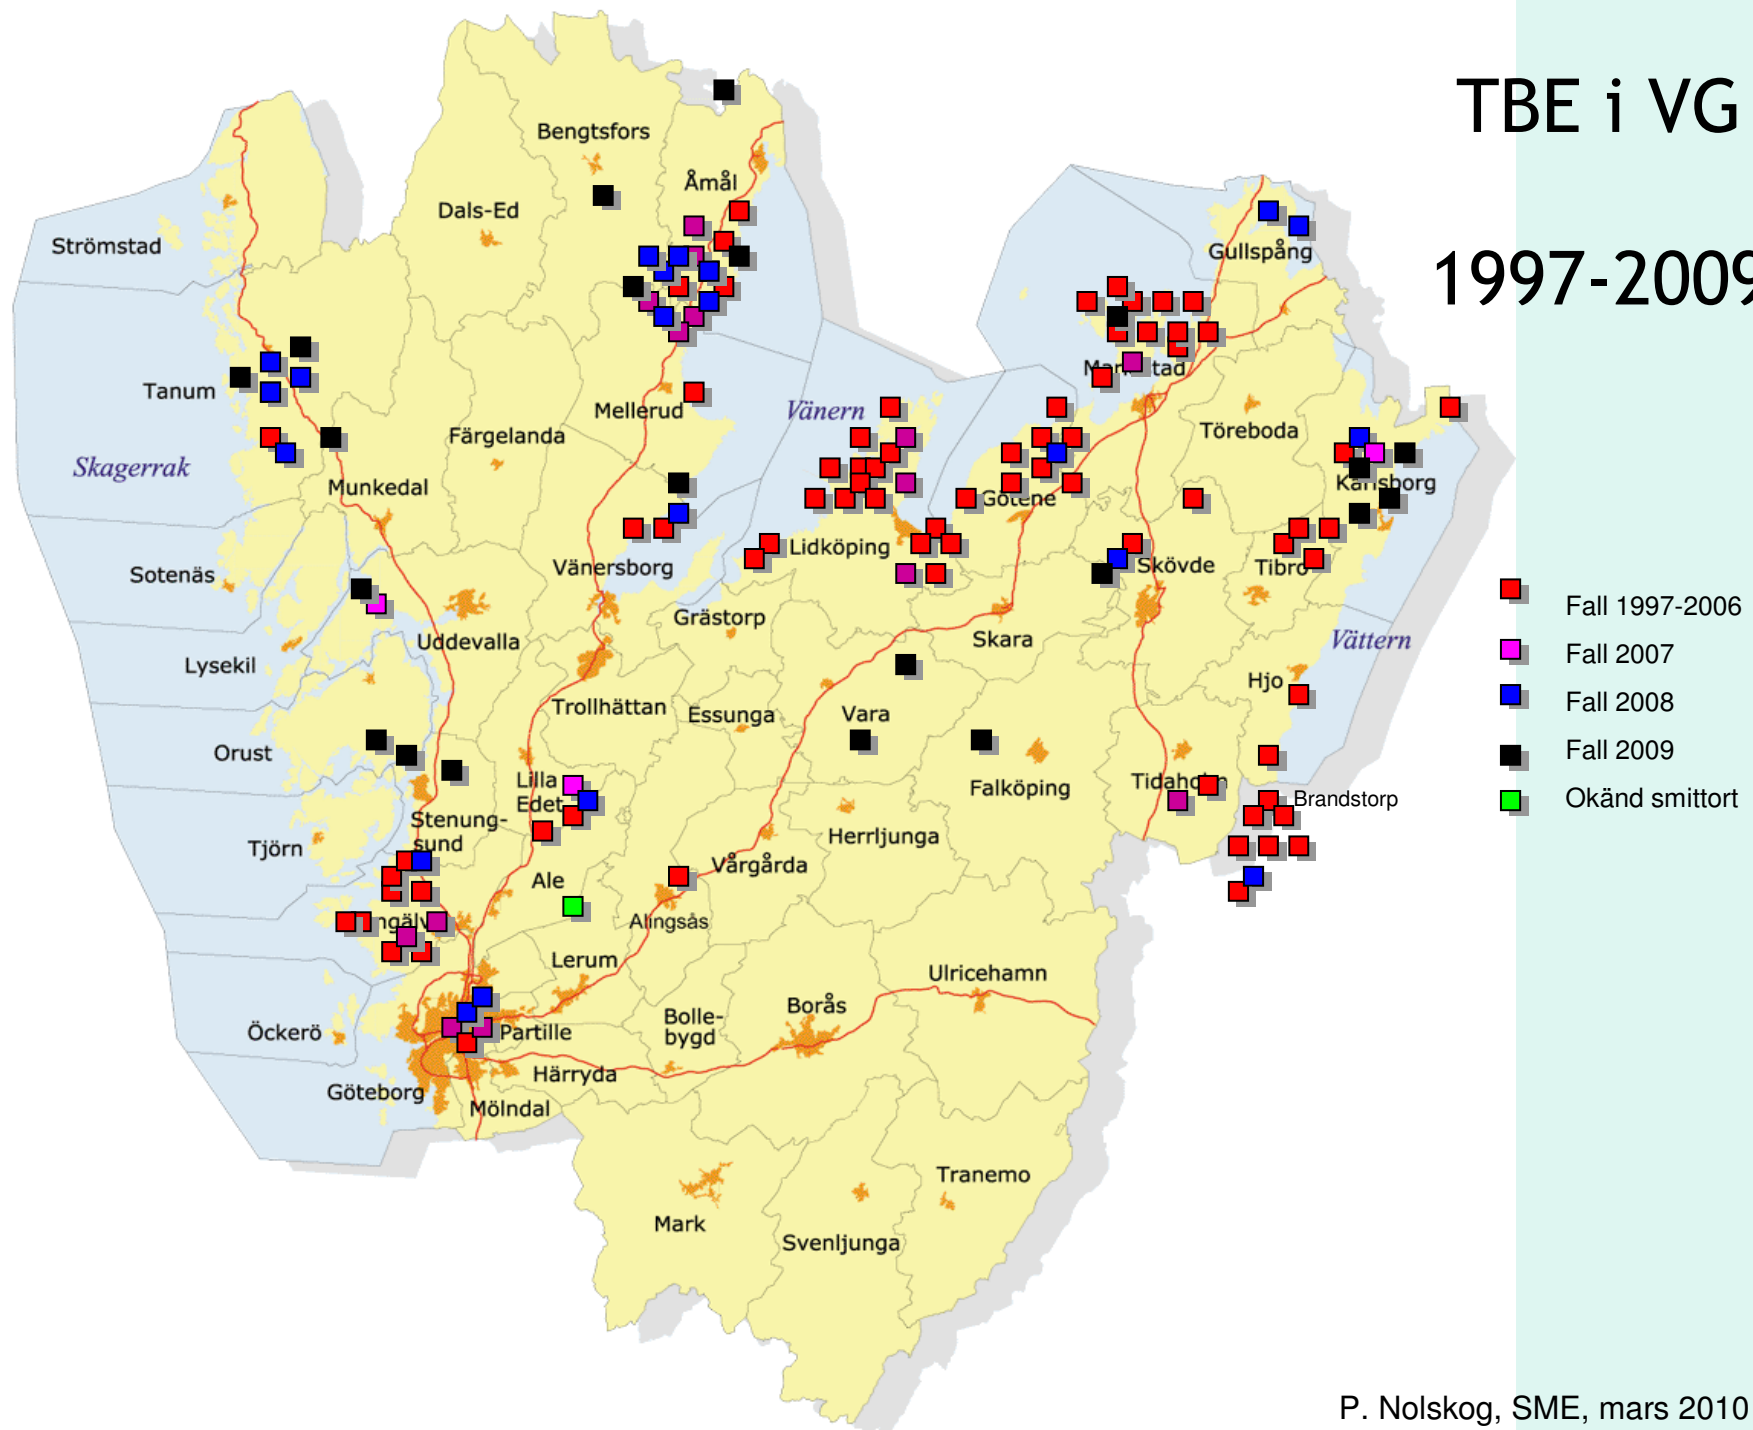 TBE i VG
1997-2009
Bengtsfors
Åmål
Dals-Ed
Strömstad
Gullspång
Tanum
Mellerud
Vänern
Töreboda
Färgelanda
Skagerrak
Munkedal
Karlsborg
Götene
Lidköping
Sotenäs
Vänersborg
Skövde
Tibro
Grästorp
Uddevalla
Skara
Vättern
Lysekil
Hjo
Trollhättan
Essunga
Vara
Orust
Lilla
Edet
Falköping
Tidaholm
Brandstorp
Stenung-
sund
Tjörn
Herrljunga
Vårgårda
Ale
Alingsås
Lerum
Ulricehamn
Borås
Bolle-
bygd
Öckerö
Partille
Härryda
Göteborg
Mölndal
Tranemo
Mark
Svenljunga
Fall 1997-2006
Fall 2007
Fall 2008
Fall 2009
Okänd smittort
P. Nolskog, SME, mars 2010